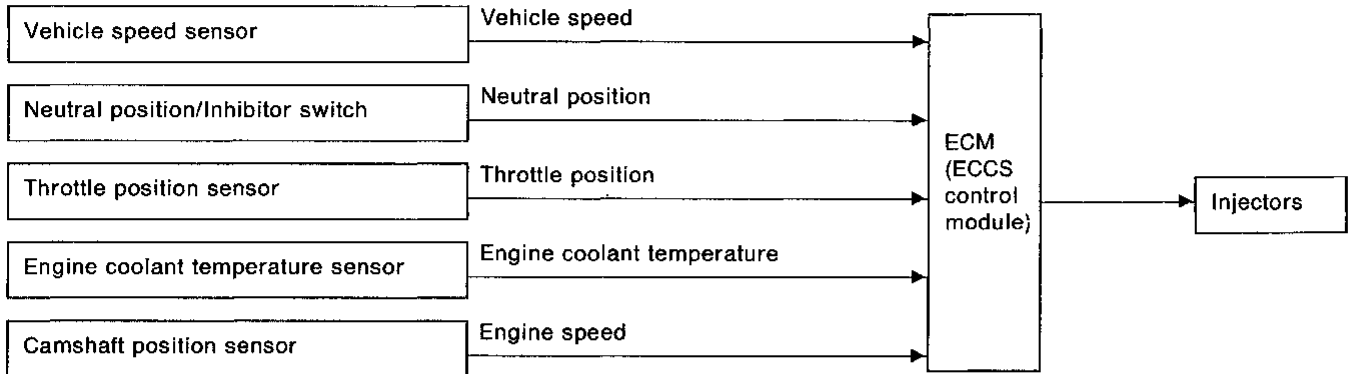 Vehicle speed sensor
Vehicle speed
Neutral position/Inhibitor switch
Neutral position
Throttle position sensor
Throttle position
Engine coolant temperature sensor
Engine coolant temperature
Camshaft position sensor
Engine speed
ECM
(ECCS
control
module)
Injectors